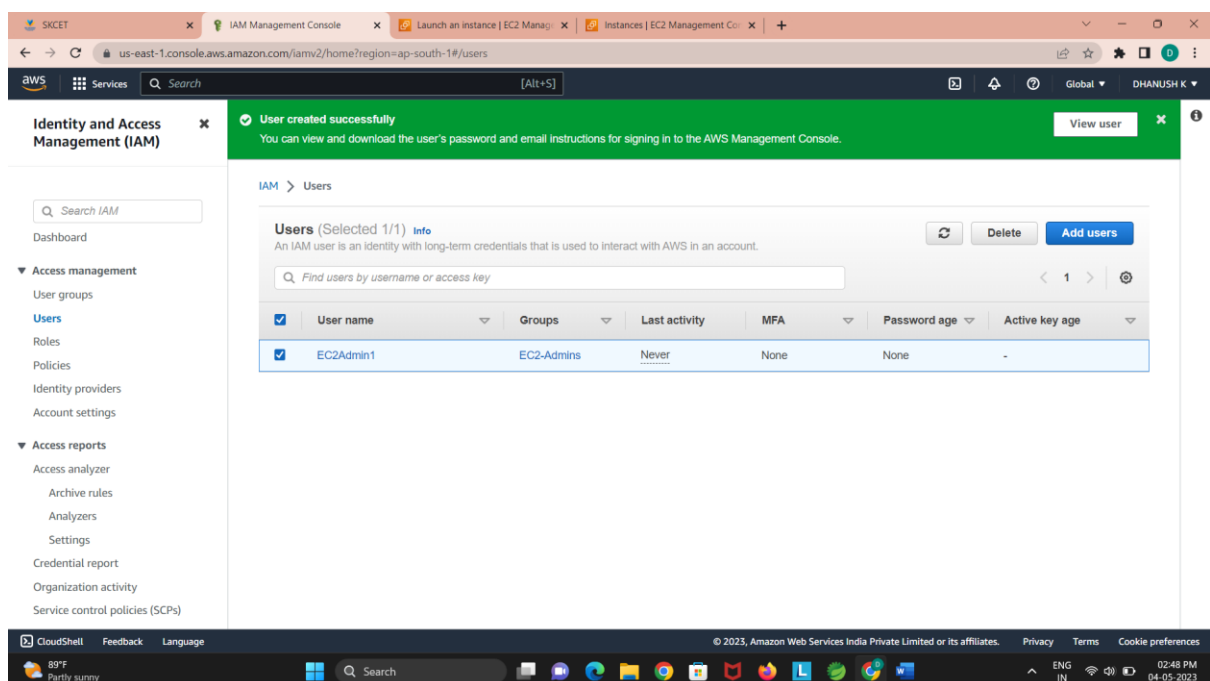 SKCET
IAM Management Console
Launch an instance | EC2 Manag
Instances | EC2 Management Co
us-east-1.console.aws.amazon.com/iamv2/home?region=ap-south-1#/users
D
aws
Services
Search
[Alt+S]
Global
DHANUSH K
Identity and Access
Management (IAM)
Search IAM
Dashboard
Access management
User groups
Users
Roles
Policies
Identity providers
Account settings
Access reports
Access analyzer
Archive rules
Analyzers
Settings
Credential report
Organization activity
Service control policies (SCPs)
User created successfully
You can view and download the user's password and email instructions for signing in to the AWS Management Console.
View user
IAM > Users
Users (Selected 1/1) Info
An IAM user is an identity with long-term credentials that is used to interact with AWS in an account.
Delete
Add users
Find users by username or access key
1
User name Groups Last activity MFA Password age Active key age
EC2Admin1 EC2-Admins Never None None -
CloudShell Feedback Language
© 2023, Amazon Web Services India Private Limited or its affiliates. Privacy Terms Cookie preferences
89°F
Partly sunny
Search
ENG
IN
02:48 PM
04-05-2023